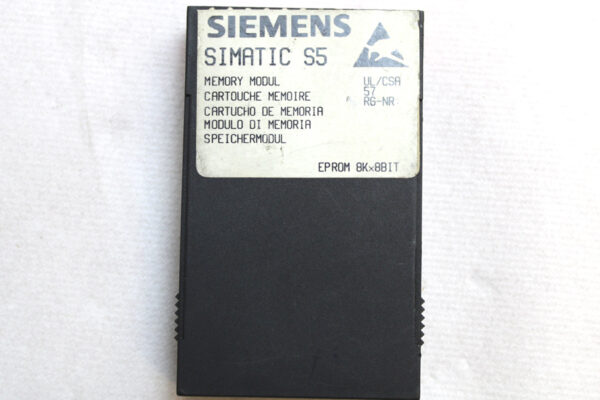 SIEMENS
SIMATIC S5
MEMORY MODUL UL/CSA
CARTOUCHE MEMOIRE 57
CARTUCHO DE MEMORIA RG-NR
MODULO DI MEMORIA
SPEICHERMODUL
EPROM 8K×8BIT